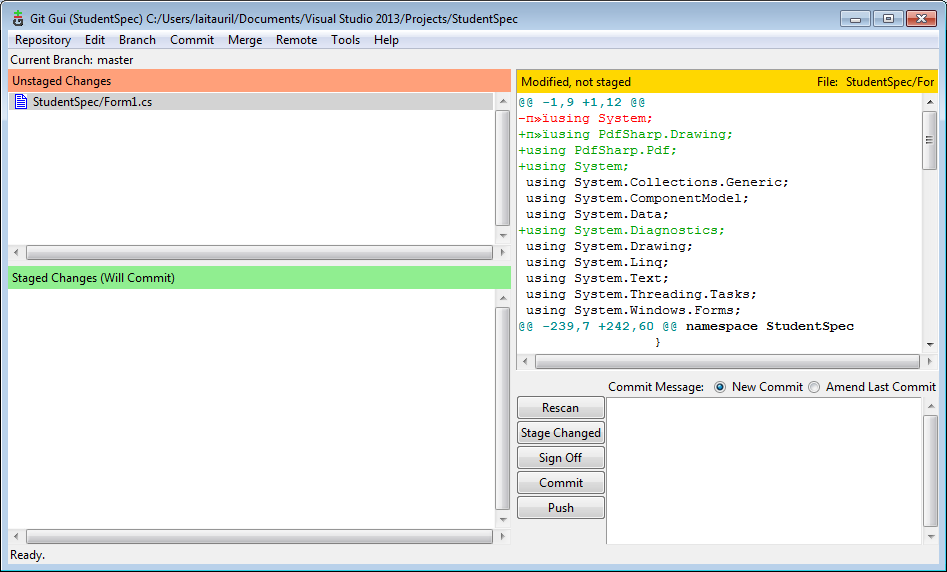 Git Gui (StudentSpec) C:/Users/laitauril/Documents/Visual Studio 2013/Projects/StudentSpec
Repository Edit Branch Commit Merge Remote Tools Help
Current Branch: master
Unstaged Changes
StudentSpec/Form1.cs
Staged Changes (Will Commit)
Modified, not staged File: StudentSpec/For
@@ -1,9 +1,12 @@
-п»їusing System;
+п»їusing PdfSharp.Drawing;
+using PdfSharp.Pdf;
+using System;
using System.Collections.Generic;
using System.ComponentModel;
using System.Data;
+using System.Diagnostics;
using System.Drawing;
using System.Linq;
using System.Text;
using System.Threading.Tasks;
using System.Windows.Forms;
@@ -239,7 +242,60 @@ namespace StudentSpec
}
Commit Message: New Commit Amend Last Commit
Rescan
Stage Changed
Sign Off
Commit
Push
Ready.